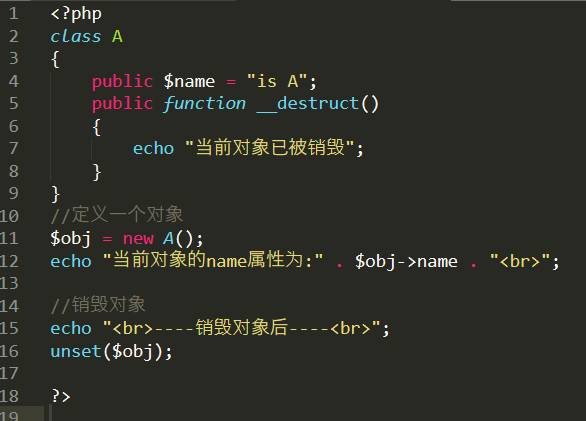 1 <?php
2 class A
3 {
4     public $name = "is A";
5     public function __destruct()
6     {
7         echo "当前对象已被销毁";
8     }
9 }
10 //定义一个对象
11 $obj = new A();
12 echo "当前对象的name属性为:" . $obj->name . "<br>";
13
14 //销毁对象
15 echo "<br>----销毁对象后----<br>";
16 unset($obj);
17
18 ?>
19